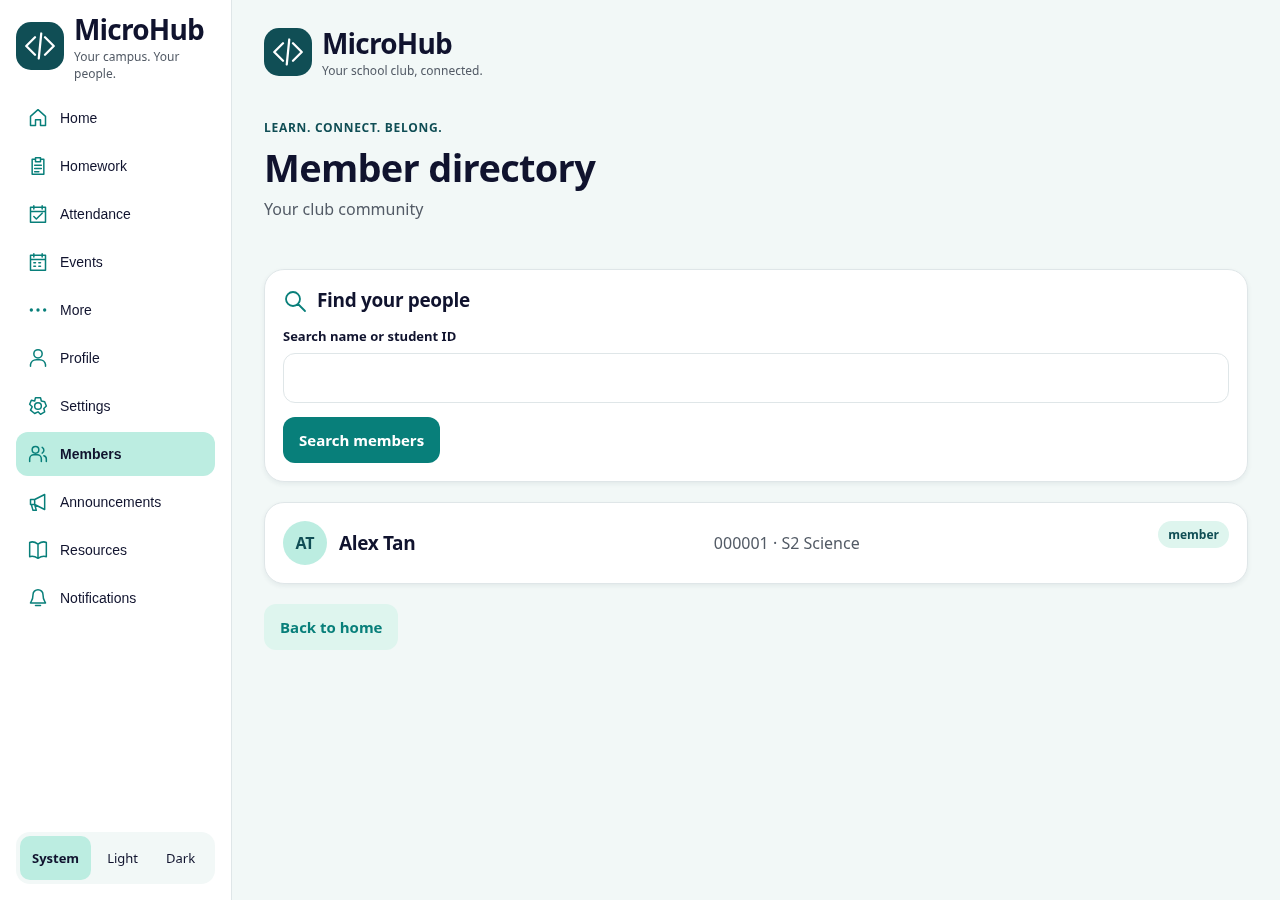 MicroHub
Your campus. Your
people.
Home
Homework
Attendance
Events
More
Profile
Settings
Members
Announcements
Resources
Notifications
System
Light
Dark
MicroHub
Your school club, connected.
LEARN. CONNECT. BELONG.
Member directory
Your club community
Find your people
Search name or student ID
Search members
AT
Alex Tan
000001 · S2 Science
member
Back to home